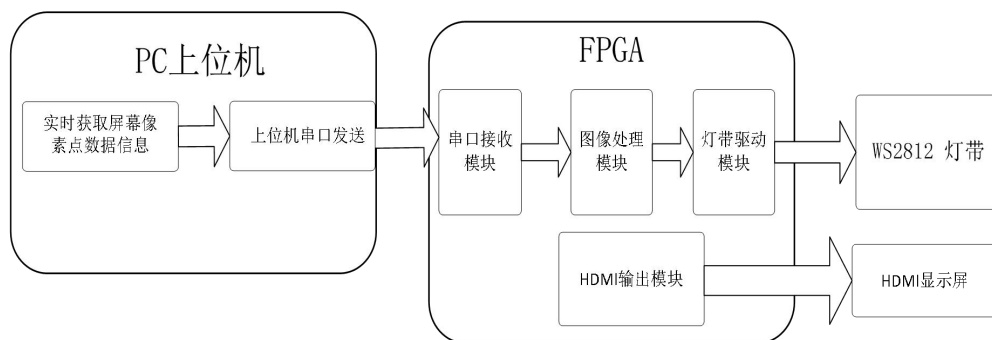 PC上位机
实时获取屏幕像
素点数据信息
上位机串口发送
FPGA
串口接收
模块
图像处理
模块
灯带驱动
模块
WS2812 灯带
HDMI输出模块
HDMI显示屏